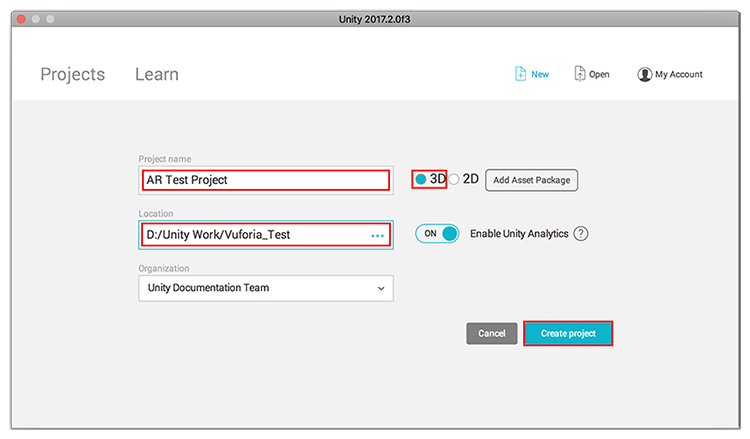 Unity 2017.2.0f3
Projects Learn New Open My Account
Project name
AR Test Project 3D 2D Add Asset Package
Location
D:/Unity Work/Vuforia_Test ... ON Enable Unity Analytics ?
Organization
Unity Documentation Team
Cancel Create project